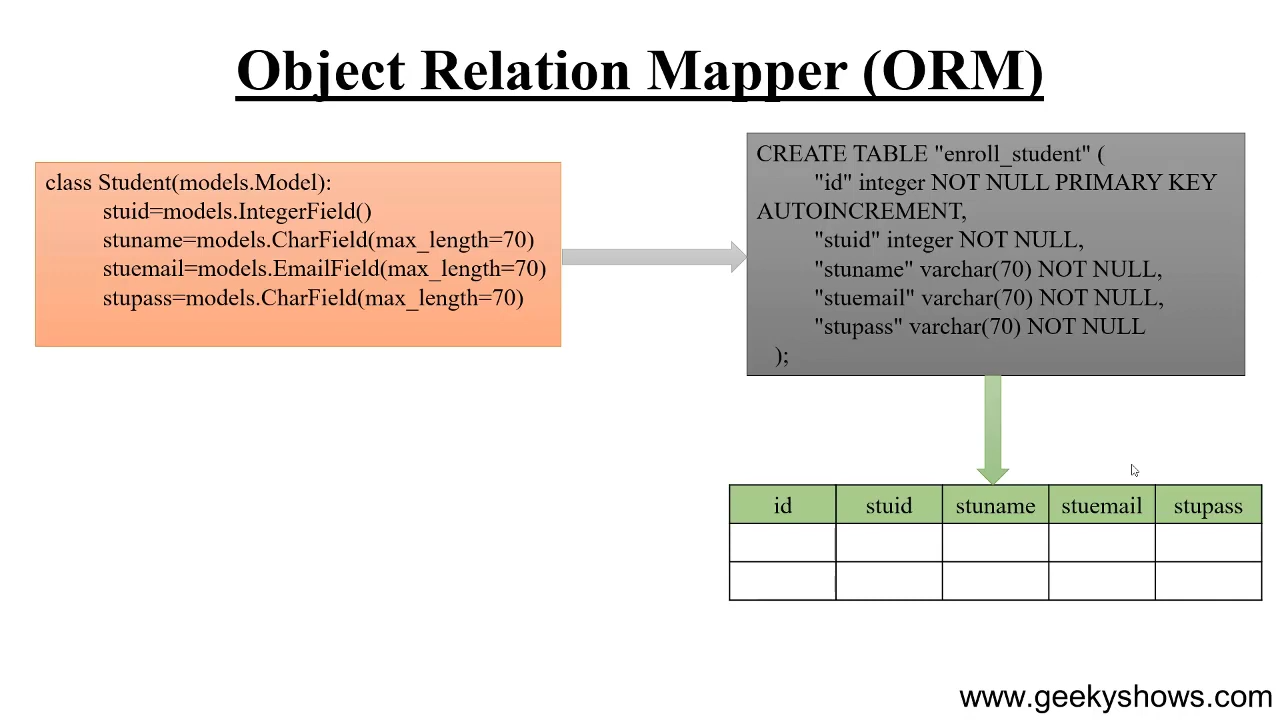 Object Relation Mapper (ORM)
class Student(models.Model):
stuid=models.IntegerField()
stuname=models.CharField(max_length=70)
stuemail=models.EmailField(max_length=70)
stupass=models.CharField(max_length=70)
CREATE TABLE "enroll_student" (
"id" integer NOT NULL PRIMARY KEY
AUTOINCREMENT,
"stuid" integer NOT NULL,
"stuname" varchar(70) NOT NULL,
"stuemail" varchar(70) NOT NULL,
"stupass" varchar(70) NOT NULL
);
id stuid stuname stuemail stupass
www.geekyshows.com